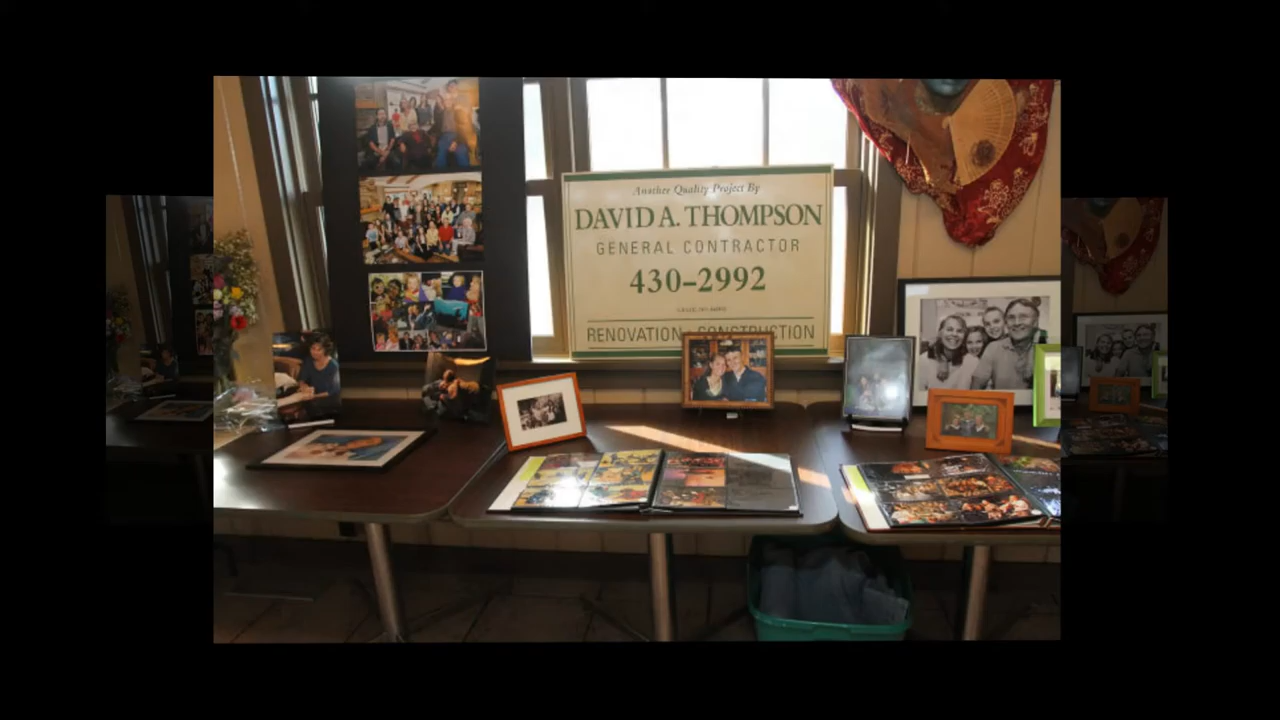 Another Quality Project By
DAVID A. THOMPSON
GENERAL CONTRACTOR
430-2992
RENOVATION - CONSTRUCTION